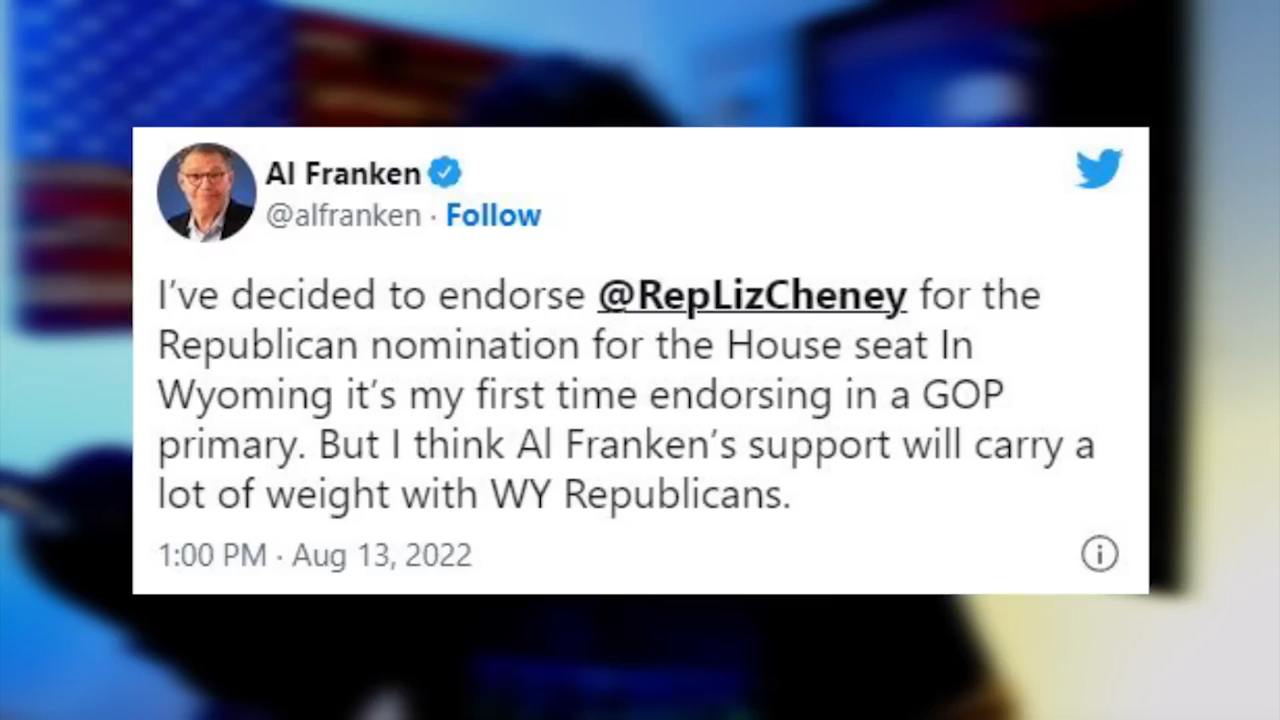 Al Franken
@alfranken · Follow
I've decided to endorse @RepLizCheney for the
Republican nomination for the House seat In
Wyoming it's my first time endorsing in a GOP
primary. But I think Al Franken's support will carry a
lot of weight with WY Republicans.
1:00 PM · Aug 13, 2022